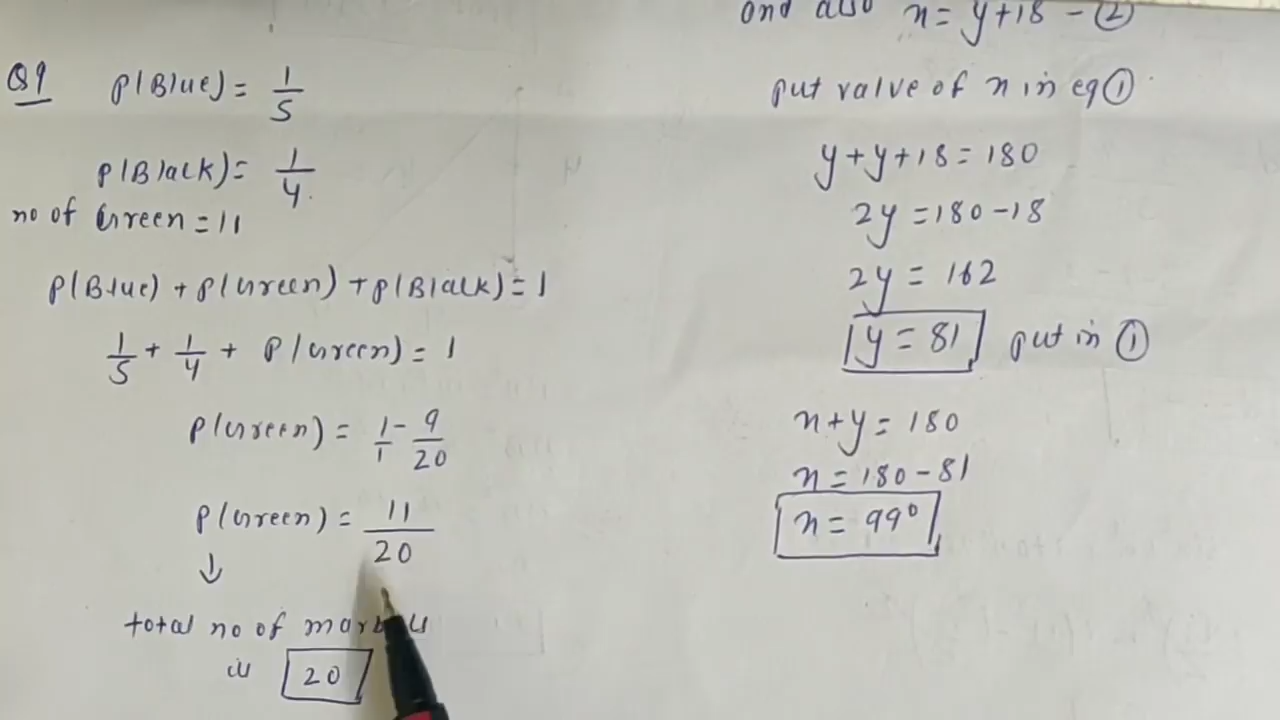 Q9 P(Blue) = 1/5
P(Black) = 1/4
no of Green = 11
P(Blue) + P(Green) + P(Black) = 1
1/5 + 1/4 + P(Green) = 1
P(Green) = 1/1 - 9/20
P(Green) = 11/20
↓
total no of marbles
is 20
and also x = y + 18 - (2)
put value of x in eq (1)
y + y + 18 = 180
2y = 180 - 18
2y = 162
y = 81 put in (1)
x + y = 180
x = 180 - 81
x = 99°